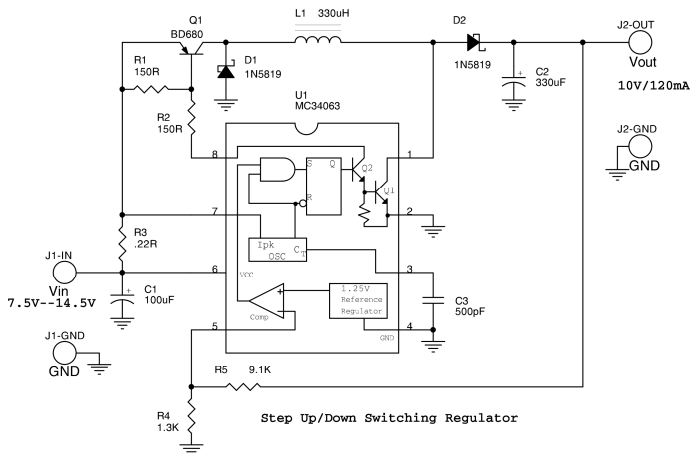 L1 330uH
Q1
BD680
D2
1N5819
J2-OUT
Vout
10V/120mA
R1
150R
D1
1N5819
C2
330uF
+
U1
MC34063
R2
150R
J2-GND
GND
8
1
S Q
R
Q2
Q1
7
2
R3
.22R
Ipk
OSC
C T
J1-IN
Vin
7.5V--14.5V
6
VCC
3
C1
100uF
+
1.25V
Reference
Regulator
+
-
Comp
C3
500pF
5
4
GND
J1-GND
GND
R5 9.1K
R4
1.3K
Step Up/Down Switching Regulator